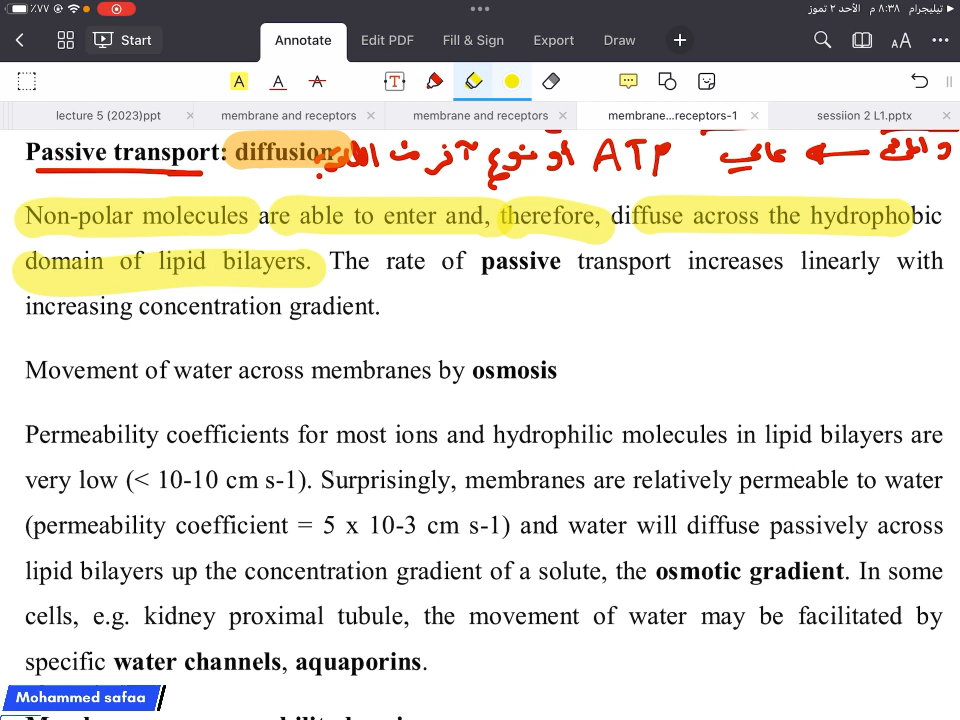 ٪٧٧ تيليجرام ٨:٣٨ م الأحد ٢ تموز
Start Annotate Edit PDF Fill & Sign Export Draw
lecture 5 (2023)ppt membrane and receptors membrane and receptors membrane...receptors-1 sessiion 2 L1.pptx
Passive transport: diffusion او نوع آخر من ATP عالي
Non-polar molecules are able to enter and, therefore, diffuse across the hydrophobic
domain of lipid bilayers. The rate of passive transport increases linearly with
increasing concentration gradient.
Movement of water across membranes by osmosis
Permeability coefficients for most ions and hydrophilic molecules in lipid bilayers are
very low (< 10-10 cm s-1). Surprisingly, membranes are relatively permeable to water
(permeability coefficient = 5 x 10-3 cm s-1) and water will diffuse passively across
lipid bilayers up the concentration gradient of a solute, the osmotic gradient. In some
cells, e.g. kidney proximal tubule, the movement of water may be facilitated by
specific water channels, aquaporins.
Mohammed safaa